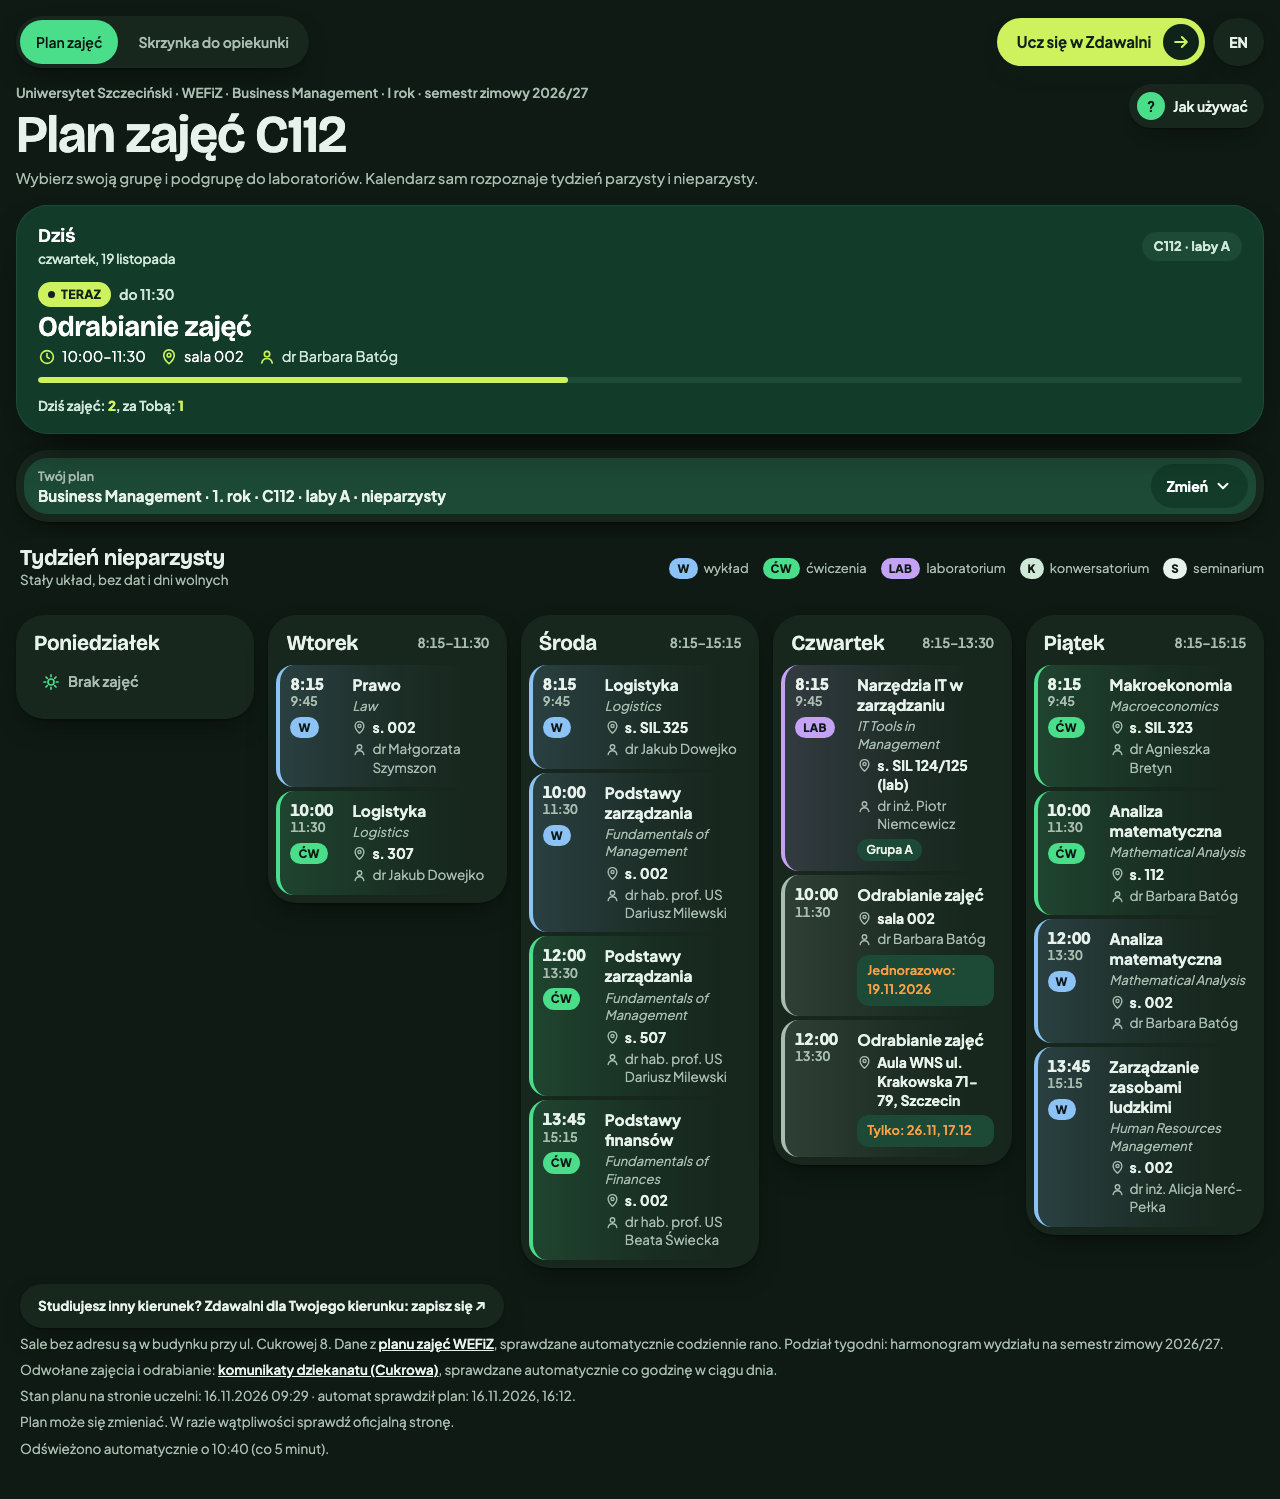 Plan zajęć
Skrzynka do opiekunki
Ucz się w Zdawalni
EN
Uniwersytet Szczeciński · WEFiZ · Business Management · I rok · semestr zimowy 2026/27
? Jak używać
Plan zajęć C112
Wybierz swoją grupę i podgrupę do laboratoriów. Kalendarz sam rozpoznaje tydzień parzysty i nieparzysty.
Dziś
czwartek, 19 listopada
C112 · laby A
TERAZ do 11:30
Odrabianie zajęć
10:00–11:30 sala 002 dr Barbara Batóg
Dziś zajęć: 2, za Tobą: 1
Twój plan
Business Management · 1. rok · C112 · laby A · nieparzysty
Zmień
Tydzień nieparzysty
Stały układ, bez dat i dni wolnych
W wykład ĆW ćwiczenia LAB laboratorium K konwersatorium S seminarium
Poniedziałek
Brak zajęć
Wtorek 8:15–11:30
8:15 Prawo
9:45 Law
W s. 002
dr Małgorzata
Szymszon
10:00 Logistyka
11:30 Logistics
ĆW s. 307
dr Jakub Dowejko
Środa 8:15–15:15
8:15 Logistyka
9:45 Logistics
W s. SIL 325
dr Jakub Dowejko
10:00 Podstawy
11:30 zarządzania
W Fundamentals of
Management
s. 002
dr hab. prof. US
Dariusz Milewski
12:00 Podstawy
13:30 zarządzania
ĆW Fundamentals of
Management
s. 507
dr hab. prof. US
Dariusz Milewski
13:45 Podstawy
15:15 finansów
ĆW Fundamentals of
Finances
s. 002
dr hab. prof. US
Beata Świecka
Czwartek 8:15–13:30
8:15 Narzędzia IT w
9:45 zarządzaniu
LAB IT Tools in
Management
s. SIL 124/125
(lab)
dr inż. Piotr
Niemcewicz
Grupa A
10:00 Odrabianie zajęć
11:30 sala 002
dr Barbara Batóg
Jednorazowo:
19.11.2026
12:00 Odrabianie zajęć
13:30 Aula WNS ul.
Krakowska 71–
79, Szczecin
Tylko: 26.11, 17.12
Piątek 8:15–15:15
8:15 Makroekonomia
9:45 Macroeconomics
ĆW s. SIL 323
dr Agnieszka
Bretyn
10:00 Analiza
11:30 matematyczna
ĆW Mathematical Analysis
s. 112
dr Barbara Batóg
12:00 Analiza
13:30 matematyczna
W Mathematical Analysis
s. 002
dr Barbara Batóg
13:45 Zarządzanie
15:15 zasobami
W ludzkimi
Human Resources
Management
s. 002
dr inż. Alicja Nerć-
Pełka
Studiujesz inny kierunek? Zdawalni dla Twojego kierunku: zapisz się ↗
Sale bez adresu są w budynku przy ul. Cukrowej 8. Dane z planu zajęć WEFiZ, sprawdzane automatycznie codziennie rano. Podział tygodni: harmonogram wydziału na semestr zimowy 2026/27.
Odwołane zajęcia i odrabianie: komunikaty dziekanatu (Cukrowa), sprawdzane automatycznie co godzinę w ciągu dnia.
Stan planu na stronie uczelni: 16.11.2026 09:29 · automat sprawdził plan: 16.11.2026, 16:12.
Plan może się zmieniać. W razie wątpliwości sprawdź oficjalną stronę.
Odświeżono automatycznie o 10:40 (co 5 minut).